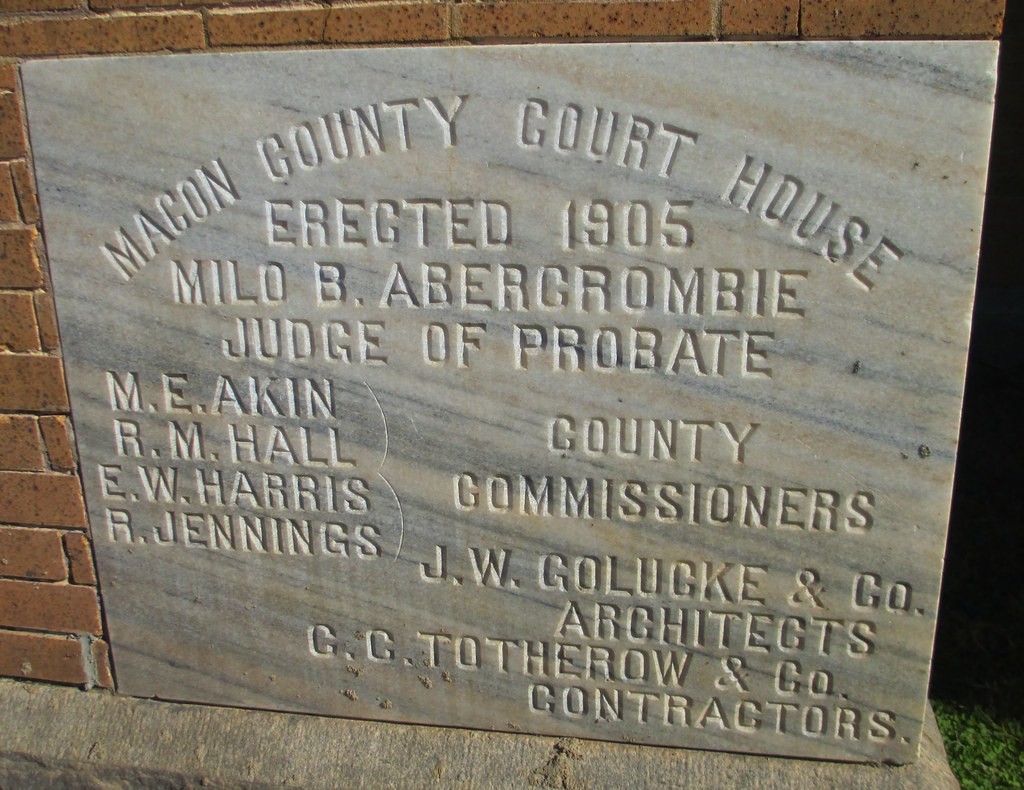 MACON COUNTY COURT HOUSE
ERECTED 1905
MILO B. ABERCROMBIE
JUDGE OF PROBATE
M.E. AKIN
R.M. HALL
E.W. HARRIS
R. JENNINGS
COUNTY
COMMISSIONERS
J.W. GOLUCKE & CO.
ARCHITECTS
C.C. TOTHEROW & CO.
CONTRACTORS.